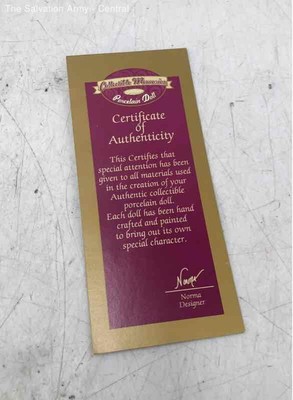 The Salvation Army - Central
Collectible Memories
Porcelain Doll
Certificate
of
Authenticity
This Certifies that
special attention has been
given to all materials used
in the creation of your
Authentic collectible
porcelain doll.
Each doll has been hand
crafted and painted
to bring out its own
special character.
Norma
Norma
Designer